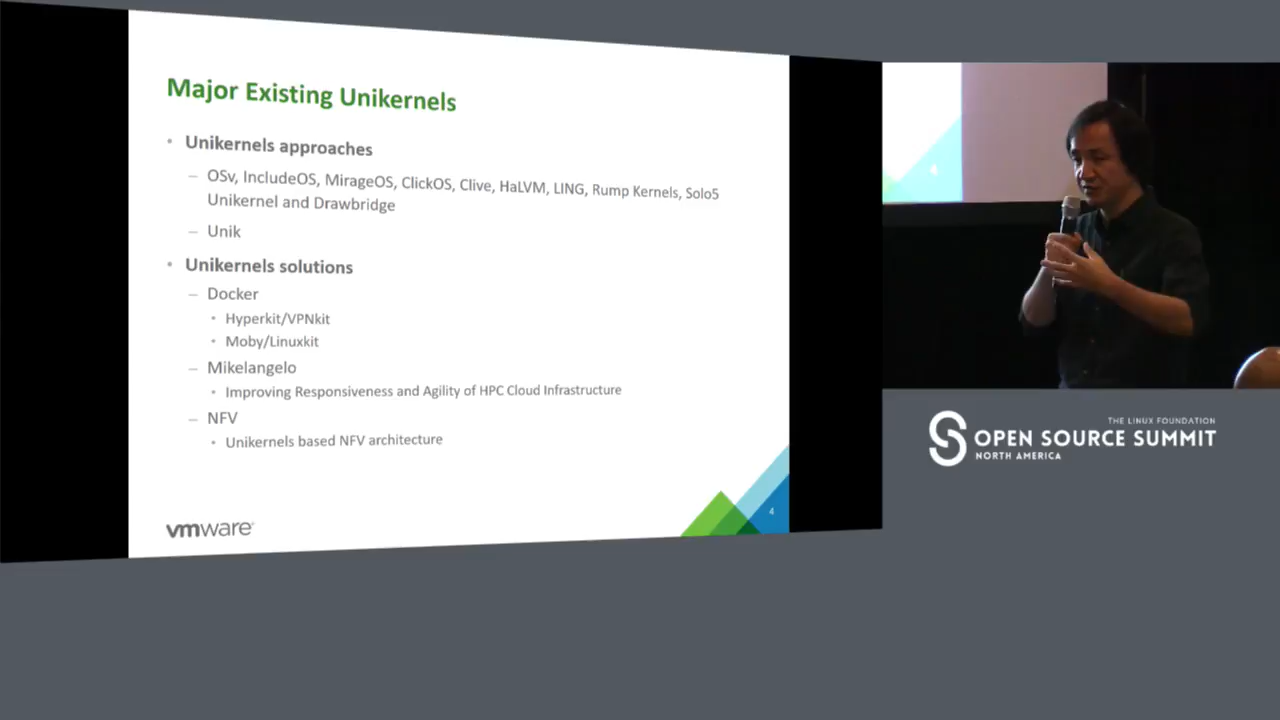 Major Existing Unikernels
• Unikernels approaches
– OSv, IncludeOS, MirageOS, ClickOS, Clive, HaLVM, LING, Rump Kernels, Solo5
Unikernel and Drawbridge
– Unik
• Unikernels solutions
– Docker
• Hyperkit/VPNkit
• Moby/Linuxkit
– Mikelangelo
• Improving Responsiveness and Agility of HPC Cloud Infrastructure
– NFV
• Unikernels based NFV architecture
4
vmware
4
THE LINUX FOUNDATION
OPEN SOURCE SUMMIT
NORTH AMERICA